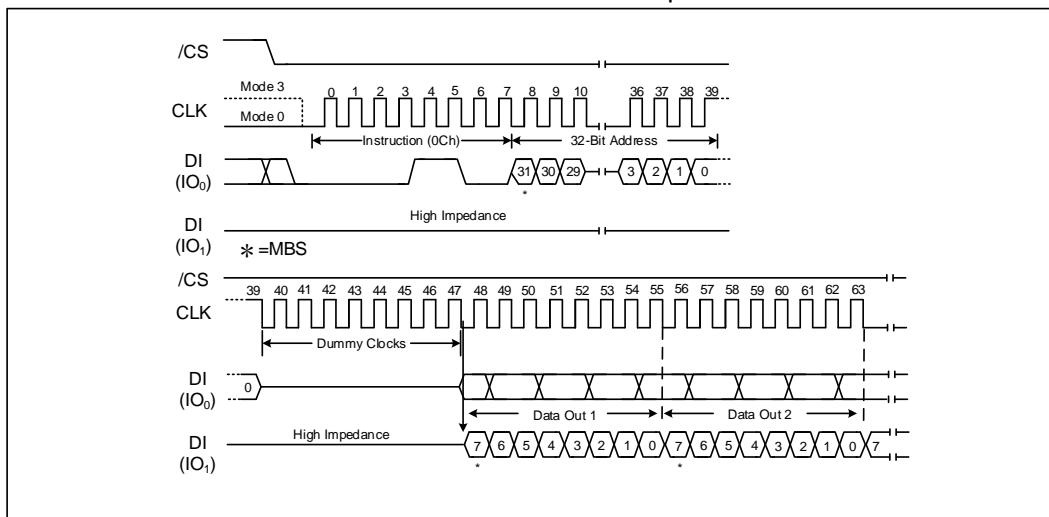 /CS
Mode 3
CLK
0 1 2 3 4 5 6 7 8 9 10 36 37 38 39
Mode 0
Instruction (0Ch) 32-Bit Address
DI
(IO₀)
31 30 29 3 2 1 0
*
High Impedance
DI
(IO₁)
* =MBS
/CS
39 40 41 42 43 44 45 46 47 48 49 50 51 52 53 54 55 56 57 58 59 60 61 62 63
CLK
Dummy Clocks
DI
(IO₀)
0
Data Out 1 Data Out 2
High Impedance
DI
(IO₁)
7 6 5 4 3 2 1 0 7 6 5 4 3 2 1 0 7
* *